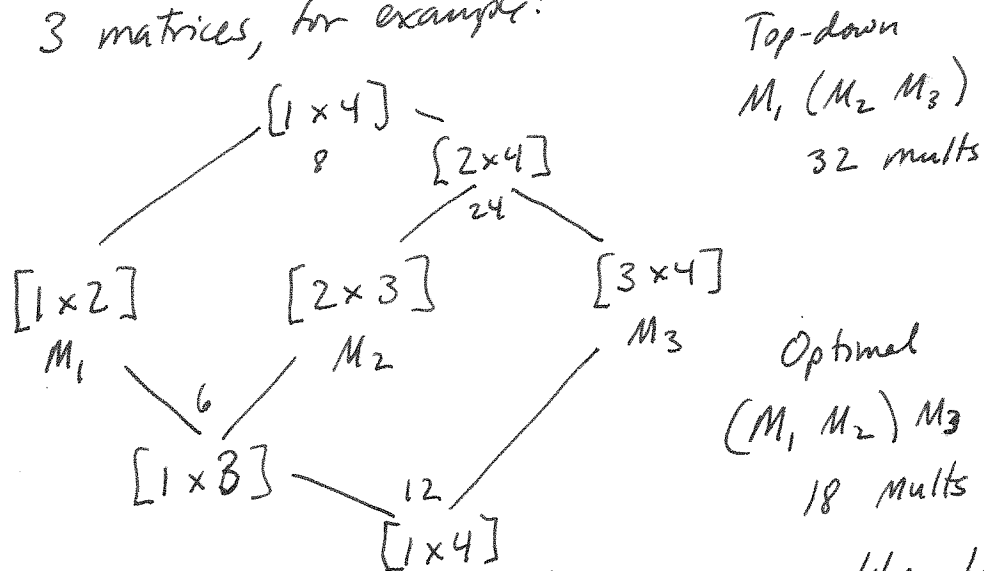 3 matrices, for example:
Top-down
[1 × 4]
M₁ (M₂ M₃)
8
[2×4]
32 mults
24
[1×2]
[2 × 3]
[3 × 4]
M₁
M₂
M₃
Optimal
6
(M₁ M₂) M₃
[1 × 3]
12
18 mults
[1 × 4]